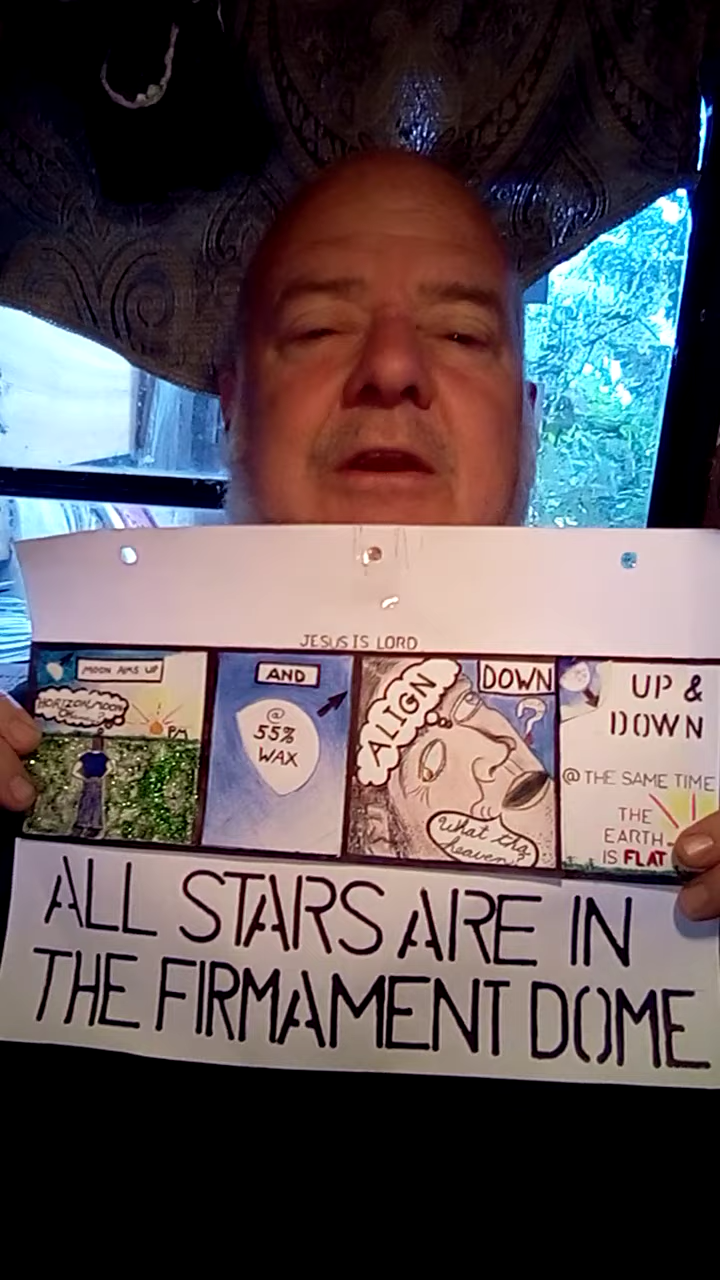 JESUS IS LORD
MOON AIMS UP
HORIZON/MOON
PM
AND
@
55%
WAX
ALIGN
DOWN
?
What tha
heaven?
UP &
DOWN
@ THE SAME TIME
THE
EARTH
IS FLAT
ALL STARS ARE IN
THE FIRMAMENT DOME